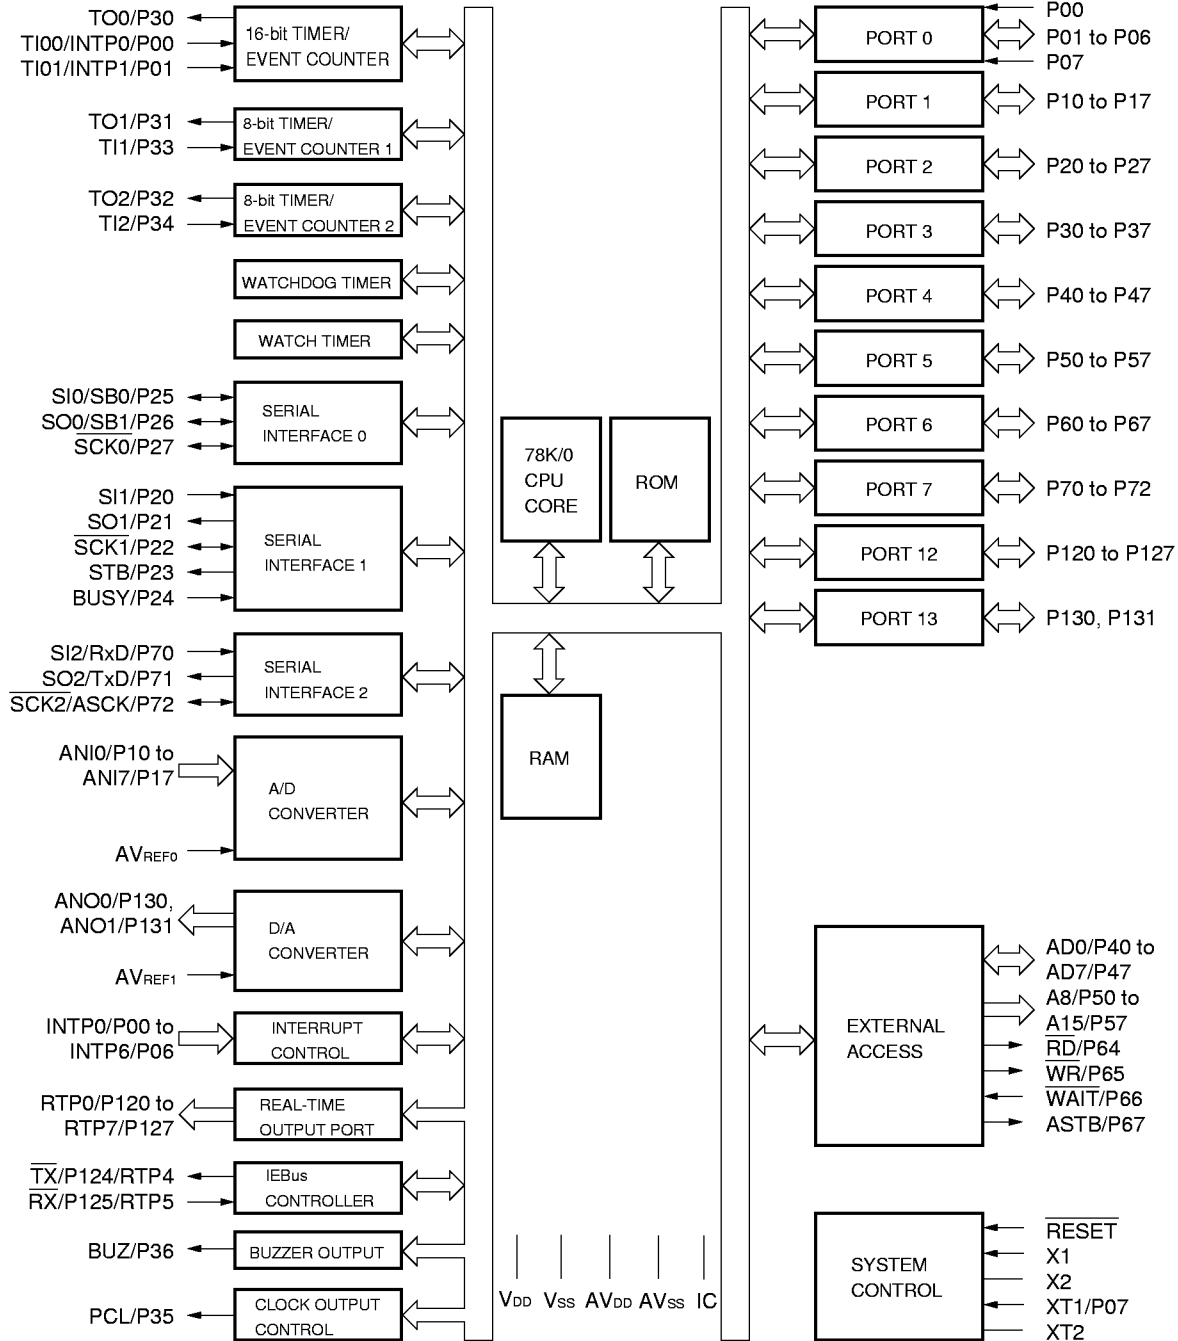 TO0/P30
TI00/INTP0/P00
TI01/INTP1/P01
16-bit TIMER/
EVENT COUNTER
TO1/P31
TI1/P33
8-bit TIMER/
EVENT COUNTER 1
TO2/P32
TI2/P34
8-bit TIMER/
EVENT COUNTER 2
WATCHDOG TIMER
WATCH TIMER
SI0/SB0/P25
SO0/SB1/P26
SCK0/P27
SERIAL
INTERFACE 0
SI1/P20
SO1/P21
SCK1/P22
STB/P23
BUSY/P24
SERIAL
INTERFACE 1
SI2/RxD/P70
SO2/TxD/P71
SCK2/ASCK/P72
SERIAL
INTERFACE 2
ANI0/P10 to
ANI7/P17
AVREF0
A/D
CONVERTER
ANO0/P130,
ANO1/P131
AVREF1
D/A
CONVERTER
INTP0/P00 to
INTP6/P06
INTERRUPT
CONTROL
RTP0/P120 to
RTP7/P127
REAL-TIME
OUTPUT PORT
TX/P124/RTP4
RX/P125/RTP5
IEBus
CONTROLLER
BUZ/P36
BUZZER OUTPUT
PCL/P35
CLOCK OUTPUT
CONTROL
78K/0
CPU
CORE
ROM
RAM
VDD
VSS
AVDD
AVSS
IC
PORT 0
P00
P01 to P06
P07
PORT 1
P10 to P17
PORT 2
P20 to P27
PORT 3
P30 to P37
PORT 4
P40 to P47
PORT 5
P50 to P57
PORT 6
P60 to P67
PORT 7
P70 to P72
PORT 12
P120 to P127
PORT 13
P130, P131
EXTERNAL
ACCESS
AD0/P40 to
AD7/P47
A8/P50 to
A15/P57
RD/P64
WR/P65
WAIT/P66
ASTB/P67
SYSTEM
CONTROL
RESET
X1
X2
XT1/P07
XT2